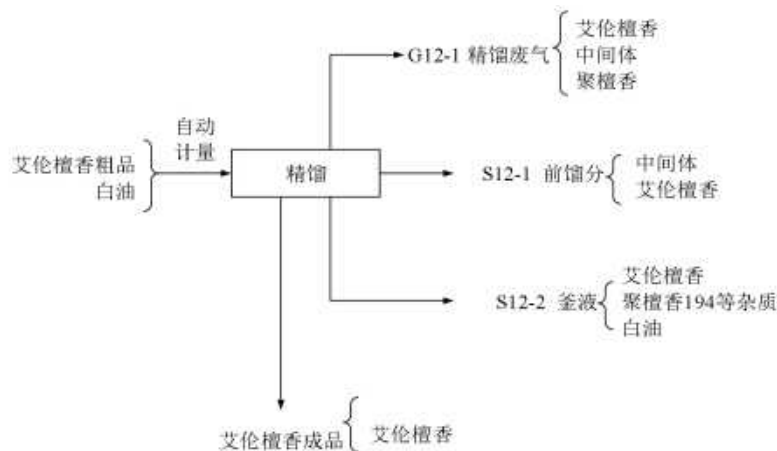 艾伦檀香
G12-1 精馏废气
中间体
聚檀香
自动
计量
艾伦檀香粗品
白油
精馏
S12-1 前馏分
中间体
艾伦檀香
艾伦檀香
S12-2 釜液
聚檀香194等杂质
白油
艾伦檀香成品
艾伦檀香